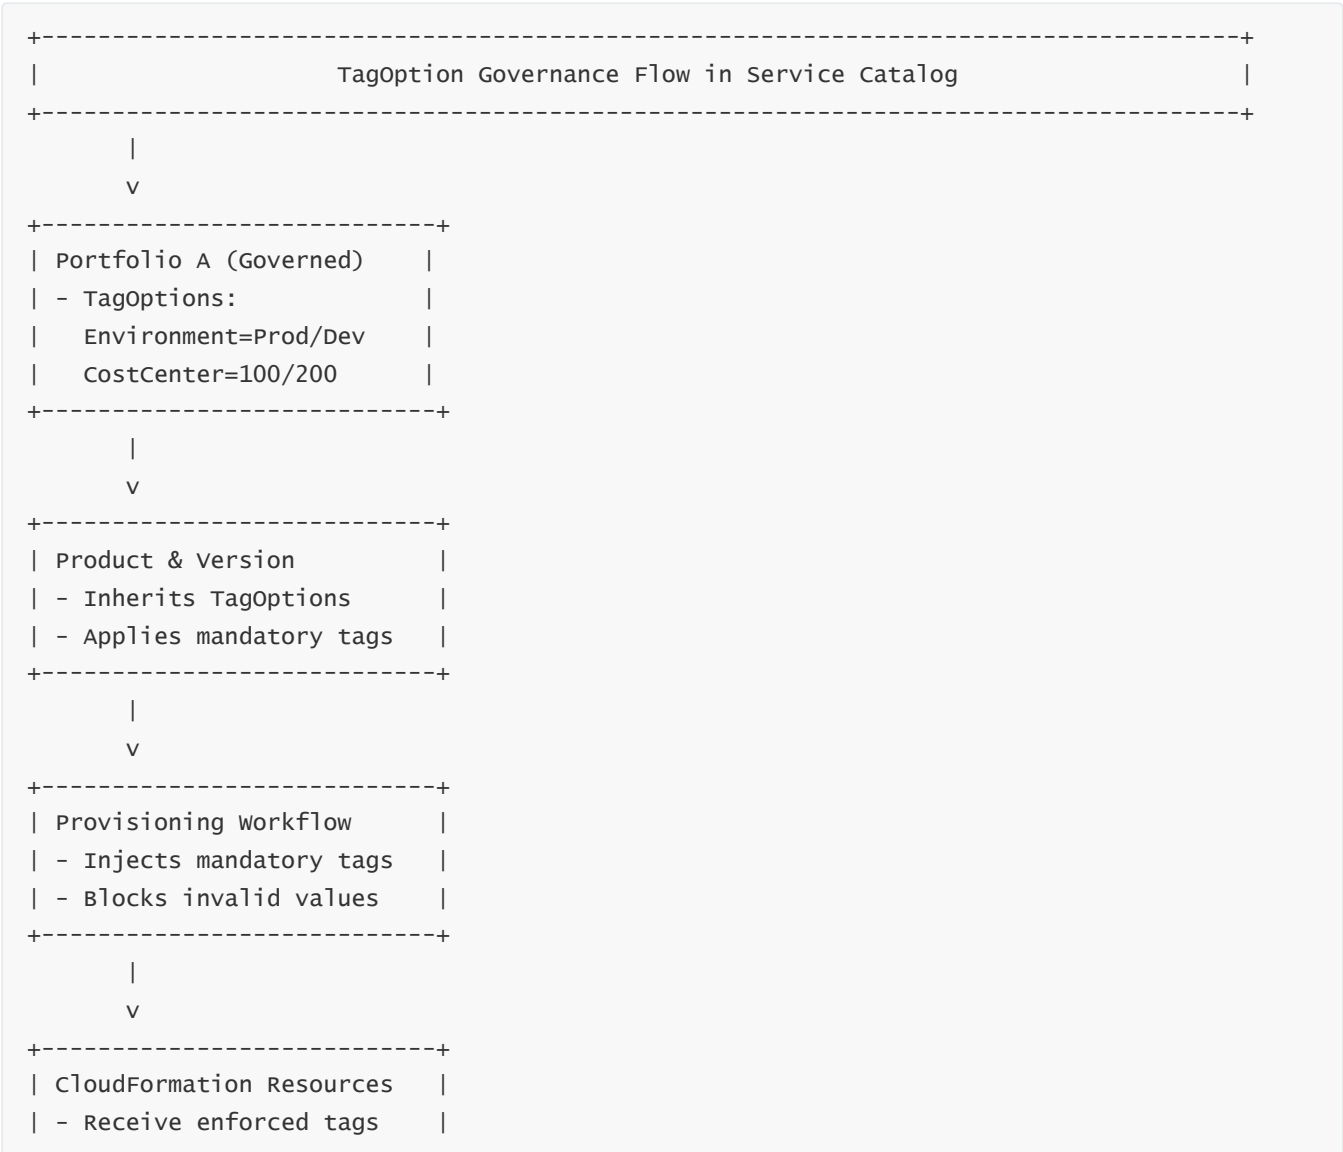 +--------------------------------------------------------------------------------------+
|                     TagOption Governance Flow in Service Catalog                    |
+--------------------------------------------------------------------------------------+
       |
       v
+----------------------------+
| Portfolio A (Governed)    |
| - TagOptions:             |
|   Environment=Prod/Dev    |
|   CostCenter=100/200      |
+----------------------------+
       |
       v
+----------------------------+
| Product & Version          |
| - Inherits TagOptions      |
| - Applies mandatory tags   |
+----------------------------+
       |
       v
+----------------------------+
| Provisioning Workflow      |
| - Injects mandatory tags   |
| - Blocks invalid values    |
+----------------------------+
       |
       v
+----------------------------+
| CloudFormation Resources   |
| - Receive enforced tags    |